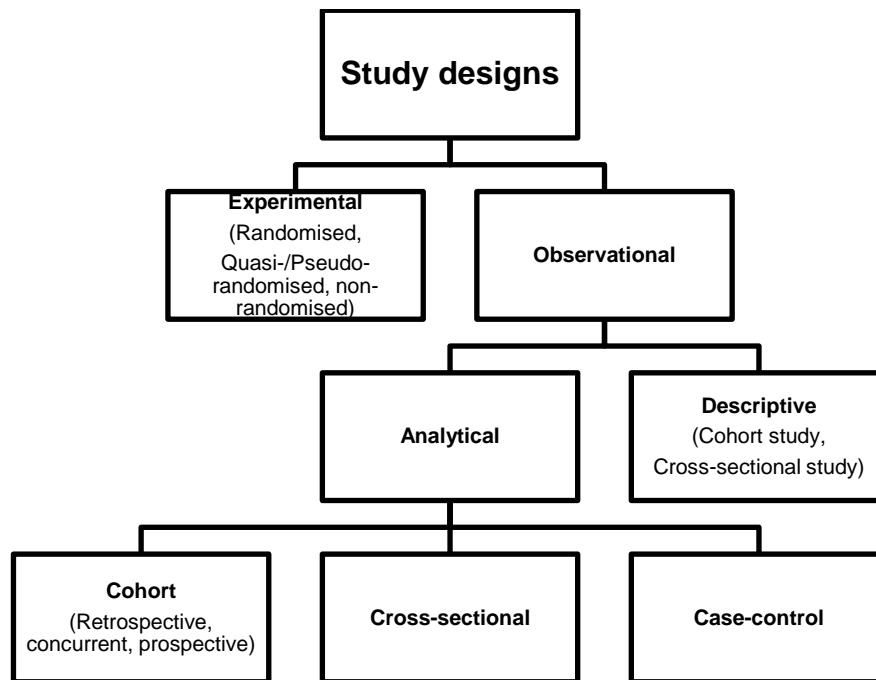 Study designs
Experimental
(Randomised,
Quasi-/Pseudo-
randomised, non-
randomised)
Observational
Analytical
Descriptive
(Cohort study,
Cross-sectional study)
Cohort
(Retrospective,
concurrent, prospective)
Cross-sectional
Case-control